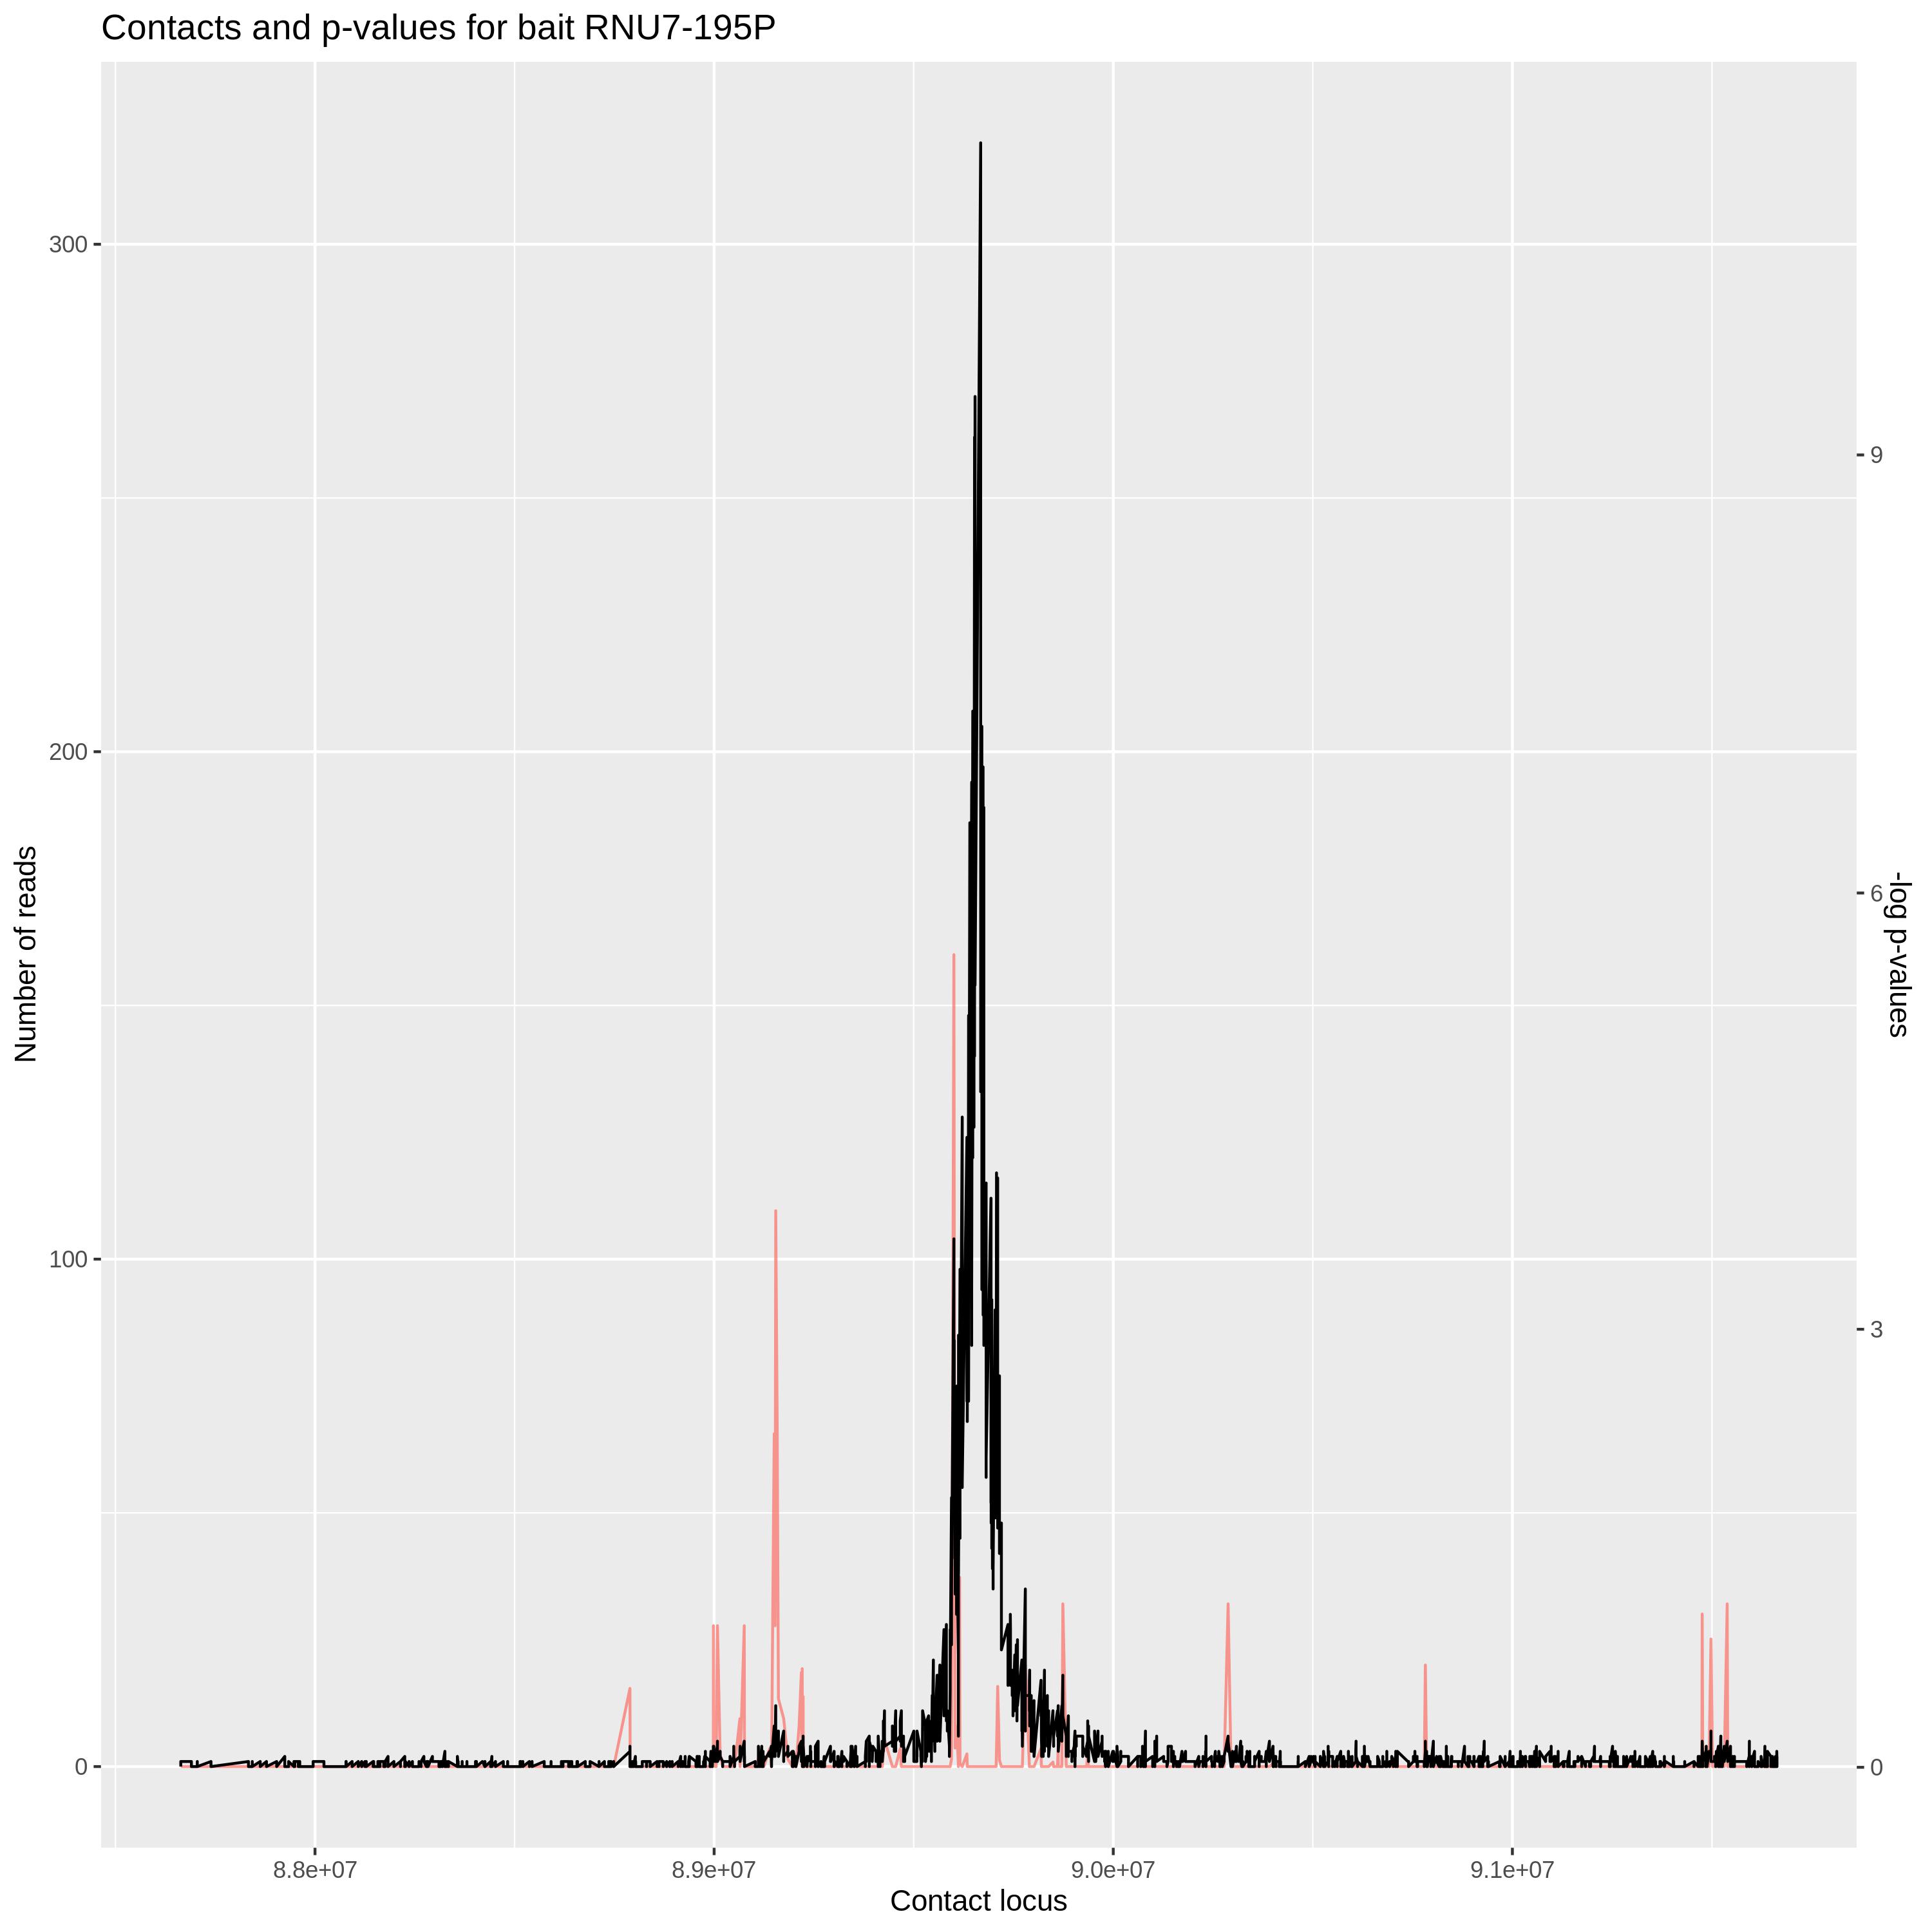 Contacts and p-values for bait RNU7-195P
300
200
100
0
Number of reads
9
6
3
0
-log p-values
8.8e+07
8.9e+07
9.0e+07
9.1e+07
Contact locus